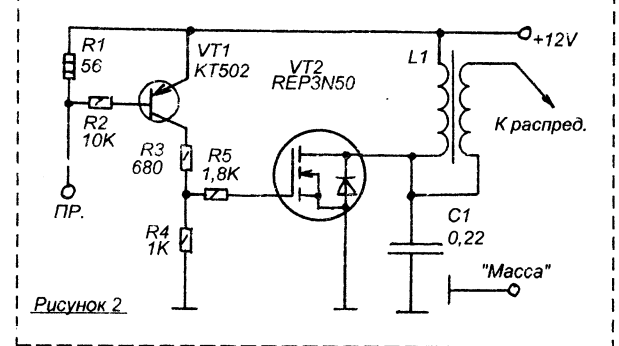 R1
56
VT1
KT502
VT2
REP3N50
L1
+12V
К распред.
R2
10K
R3
680
R5
1,8K
ПР.
R4
1K
C1
0,22
"Масса"
Рисунок 2